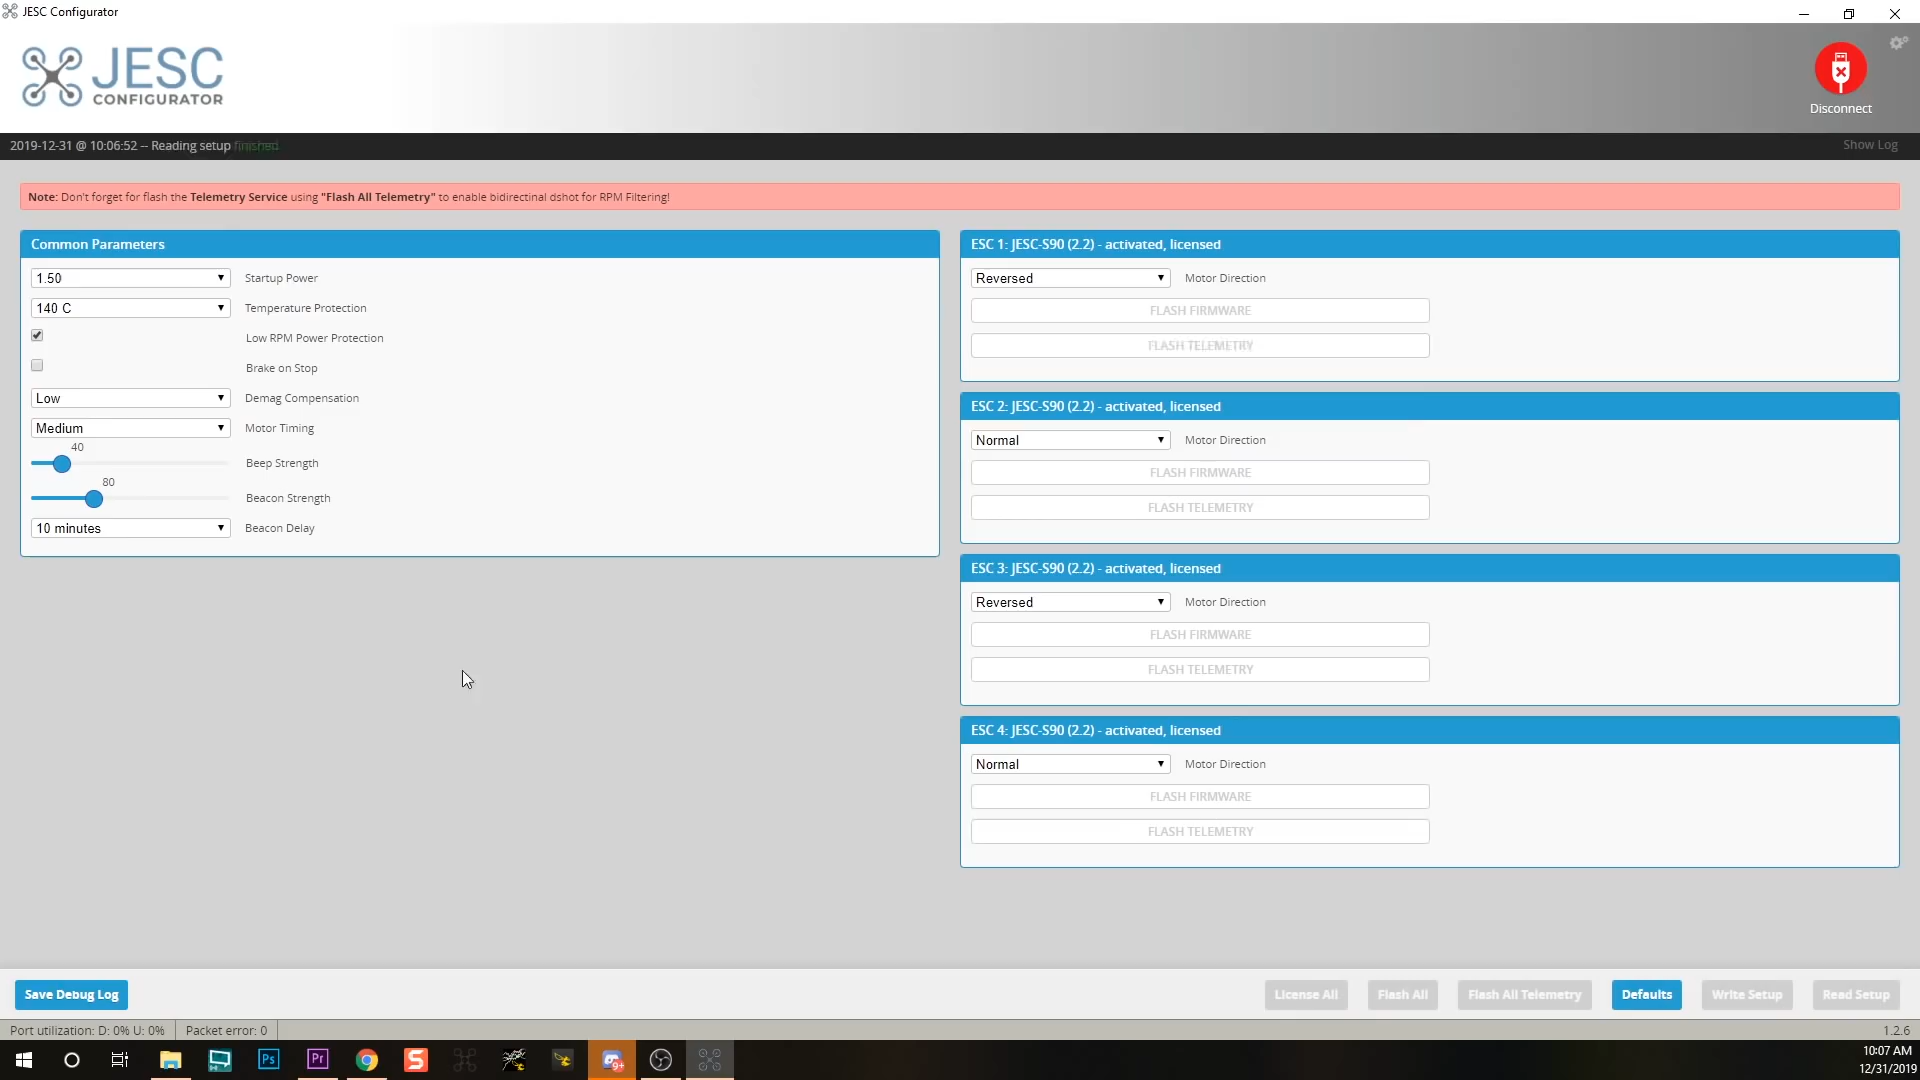 JESC Configurator
JESC
CONFIGURATOR
Disconnect
2019-12-31 @ 10:06:52 -- Reading setup finished
Show Log
Note: Don't forget for flash the Telemetry Service using "Flash All Telemetry" to enable bidirectinal dshot for RPM Filtering!
Common Parameters
1.50 Startup Power
140 C Temperature Protection
Low RPM Power Protection
Brake on Stop
Low Demag Compensation
Medium Motor Timing
40
Beep Strength
80
Beacon Strength
10 minutes Beacon Delay
ESC 1: JESC-S90 (2.2) - activated, licensed
Reversed Motor Direction
FLASH FIRMWARE
FLASH TELEMETRY
ESC 2: JESC-S90 (2.2) - activated, licensed
Normal Motor Direction
FLASH FIRMWARE
FLASH TELEMETRY
ESC 3: JESC-S90 (2.2) - activated, licensed
Reversed Motor Direction
FLASH FIRMWARE
FLASH TELEMETRY
ESC 4: JESC-S90 (2.2) - activated, licensed
Normal Motor Direction
FLASH FIRMWARE
FLASH TELEMETRY
Save Debug Log
License All Flash All Flash All Telemetry Defaults Write Setup Read Setup
Port utilization: D: 0% U: 0% Packet error: 0
1.2.6
Ps
Pr
S
9+
10:07 AM
12/31/2019